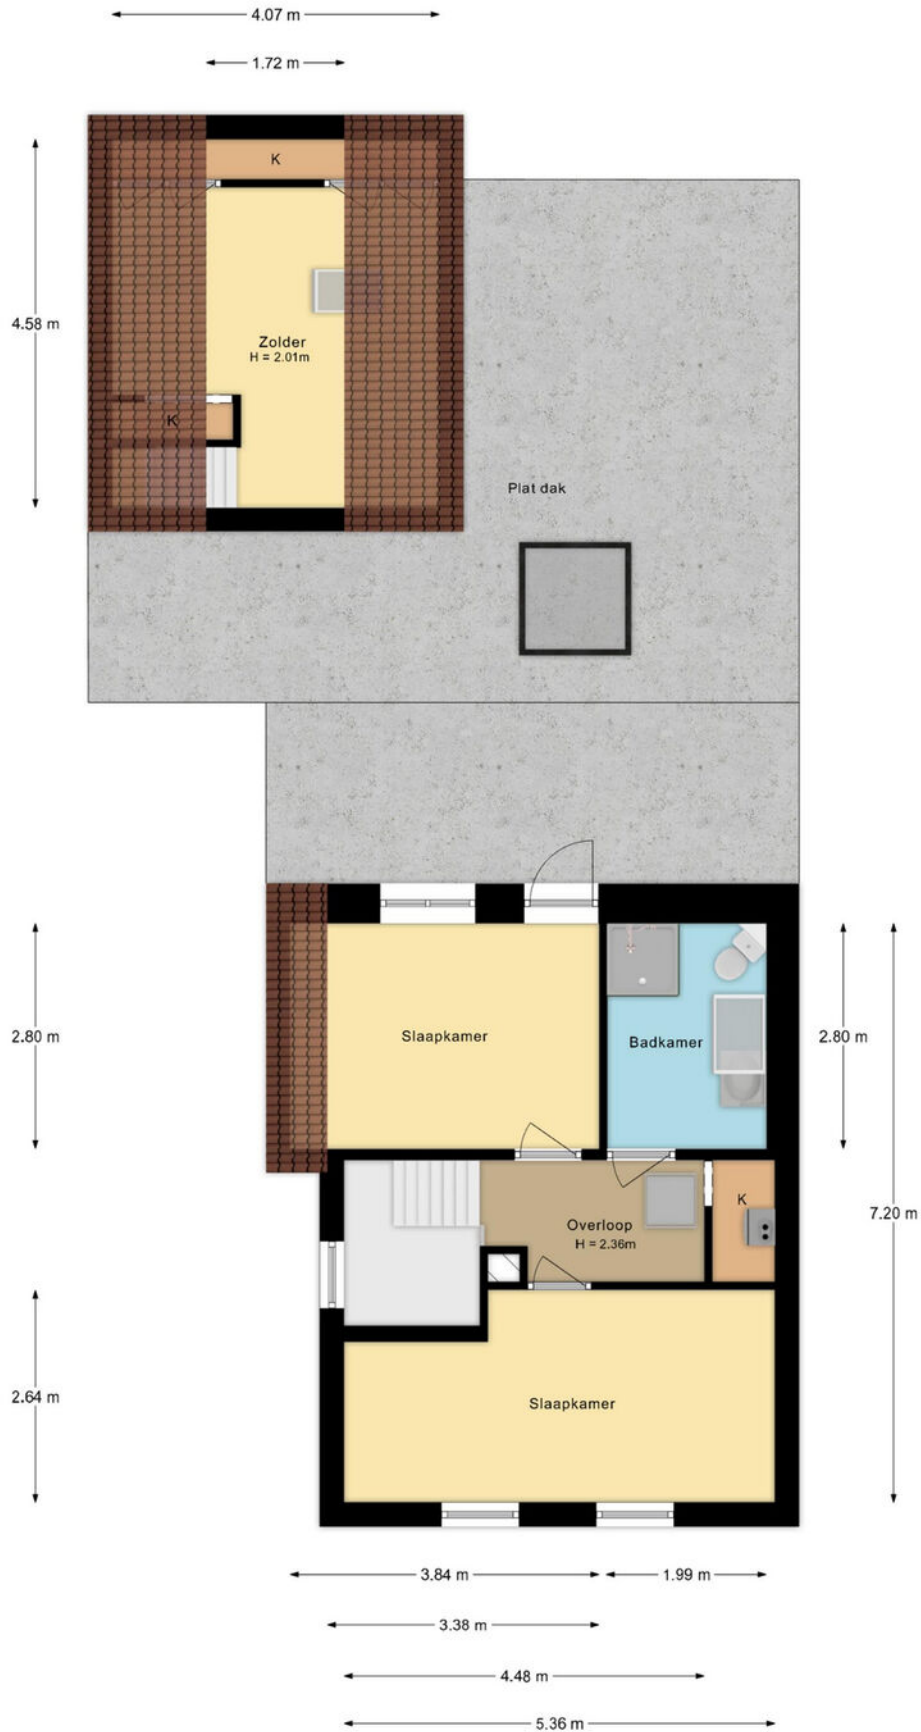 4.07 m
1.72 m
K
4.58 m
Zolder
H = 2.01m
K
Plat dak
2.80 m
Slaapkamer
Badkamer
2.80 m
K
7.20 m
Overloop
H = 2.36m
2.64 m
Slaapkamer
3.84 m
1.99 m
3.38 m
4.48 m
5.36 m